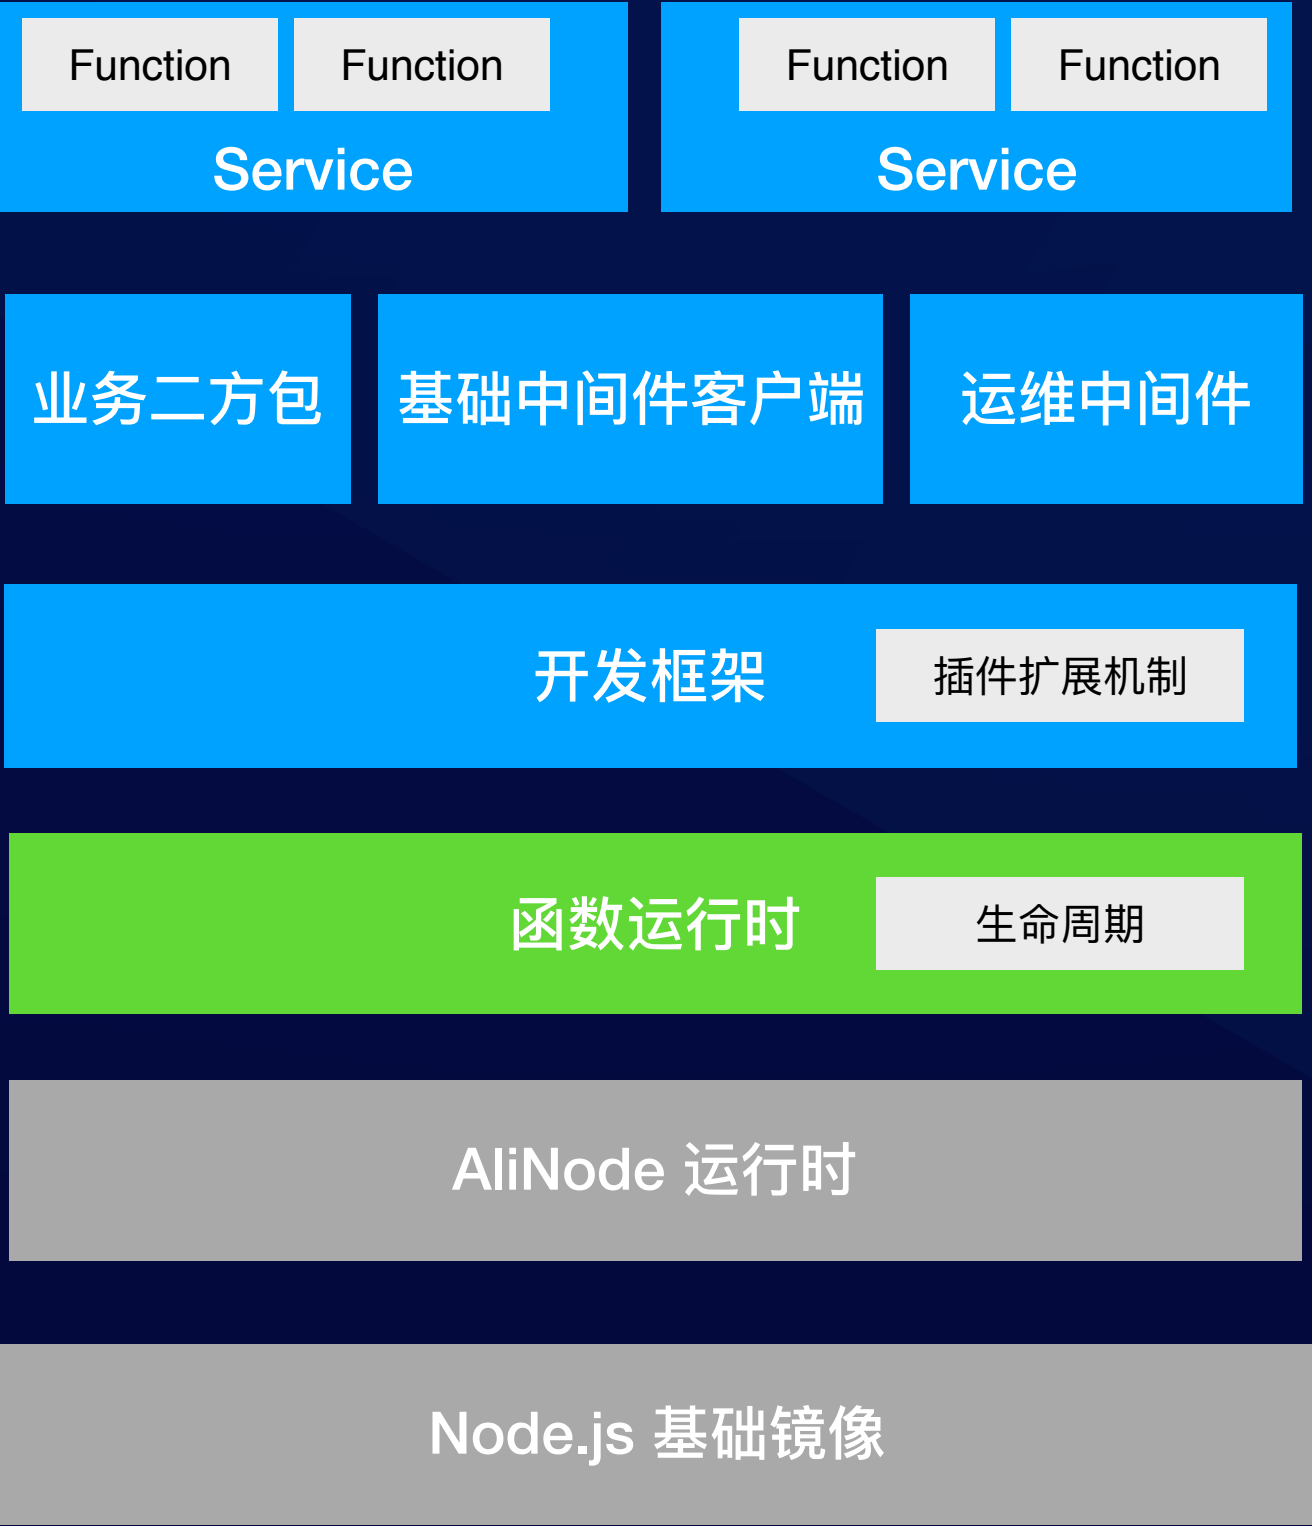 Function Function Function Function
Service Service
业务二方包 基础中间件客户端 运维中间件
开发框架 插件扩展机制
函数运行时 生命周期
AliNode 运行时
Node.js 基础镜像